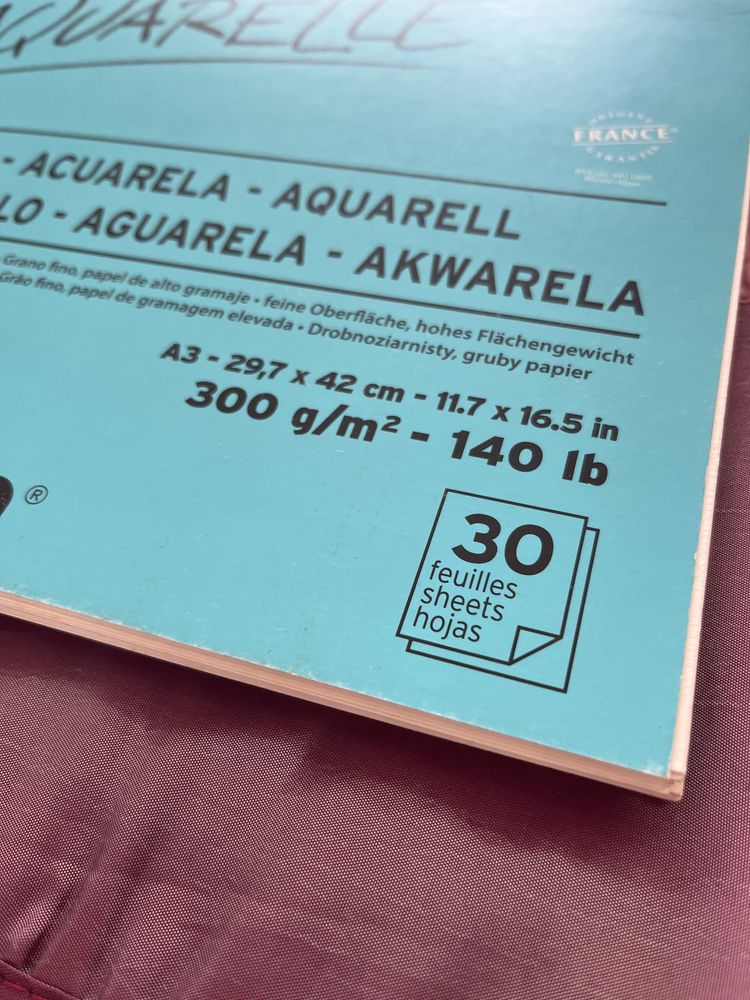 AQUARELLE
- ACUARELA - AQUARELL
LO - AGUARELA - AKWARELA
Grano fino, papel de alto gramaje • feine Oberfläche, hohes Flächengewicht
Grão fino, papel de gramagem elevada • Drobnoziarnisty, gruby papier
A3 - 29,7 x 42 cm - 11.7 x 16.5 in
300 g/m² - 140 lb
®
30
feuilles
sheets
hojas
ORIGINE
FRANCE®
GARANTIE